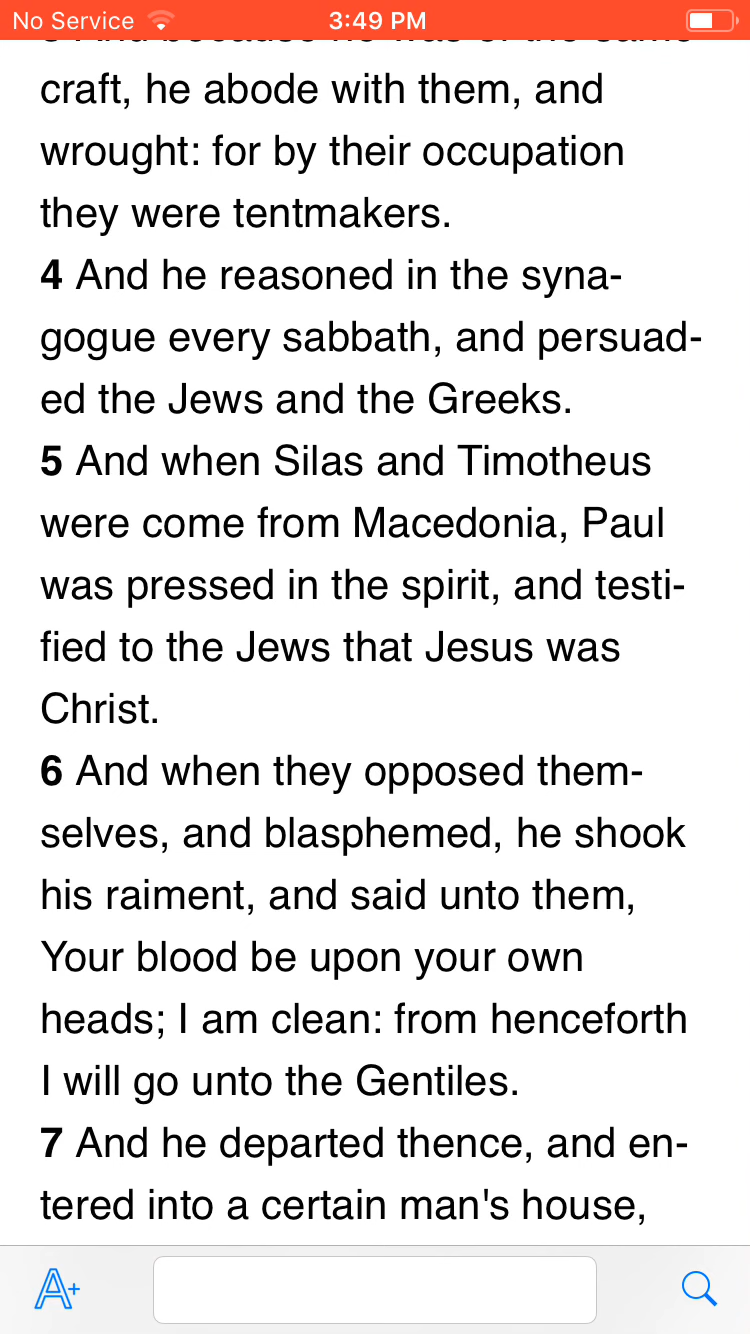 No Service 3:49 PM
craft, he abode with them, and
wrought: for by their occupation
they were tentmakers.
4 And he reasoned in the syna-
gogue every sabbath, and persuad-
ed the Jews and the Greeks.
5 And when Silas and Timotheus
were come from Macedonia, Paul
was pressed in the spirit, and testi-
fied to the Jews that Jesus was
Christ.
6 And when they opposed them-
selves, and blasphemed, he shook
his raiment, and said unto them,
Your blood be upon your own
heads; I am clean: from henceforth
I will go unto the Gentiles.
7 And he departed thence, and en-
tered into a certain man's house,
A+